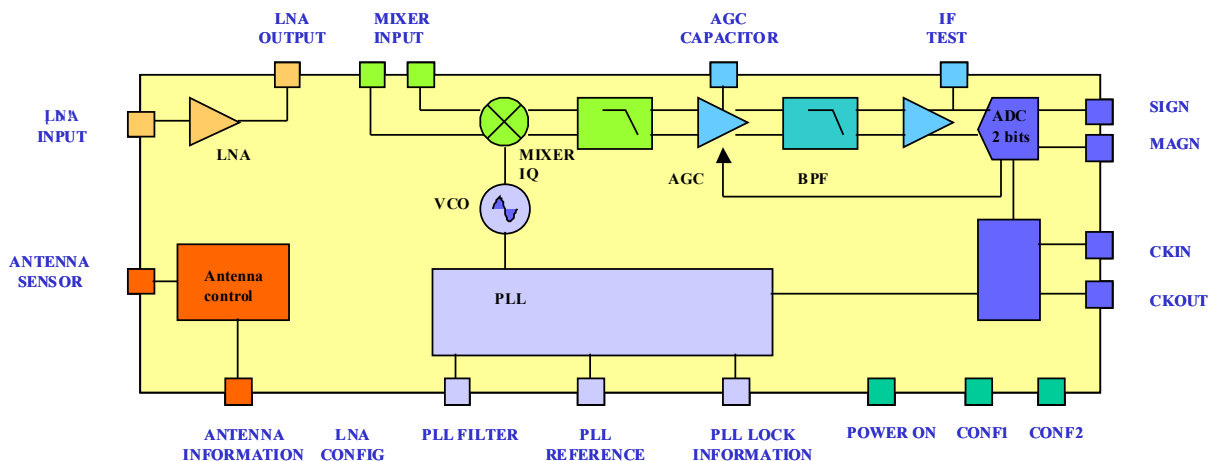 LNA
OUTPUT
MIXER
INPUT
AGC
CAPACITOR
IF
TEST
LNA
INPUT
LNA
MIXER
IQ
VCO
AGC
BPF
ADC
2 bits
SIGN
MAGN
ANTENNA
SENSOR
Antenna
control
PLL
CKIN
CKOUT
ANTENNA
INFORMATION
LNA
CONFIG
PLL FILTER
PLL
REFERENCE
PLL LOCK
INFORMATION
POWER ON
CONF1
CONF2